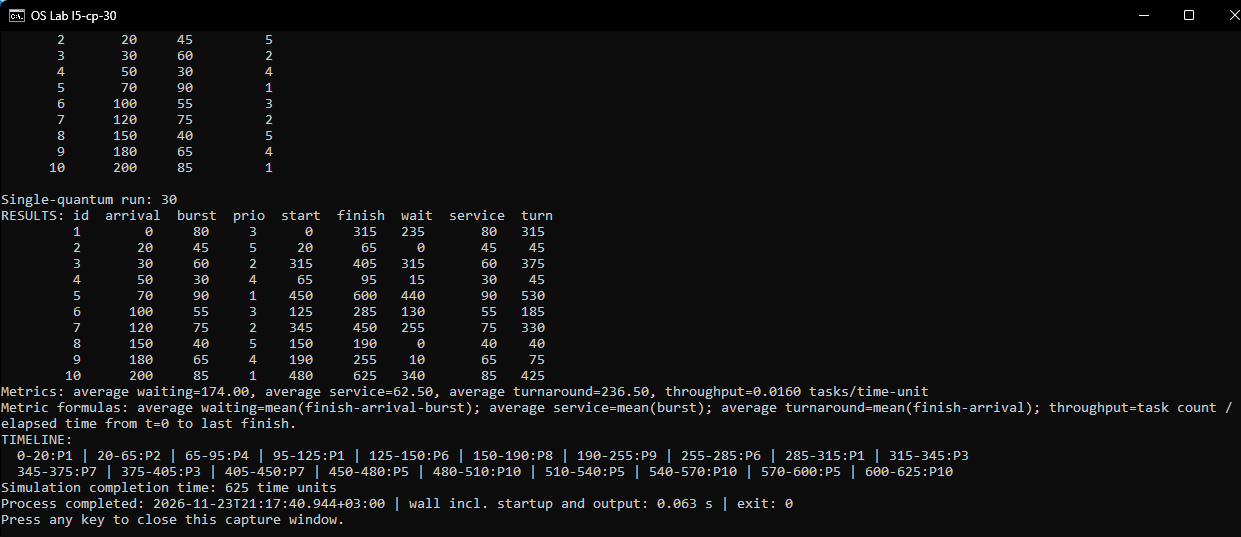 OS Lab I5-cp-30
2 20 45 5
3 30 60 2
4 50 30 4
5 70 90 1
6 100 55 3
7 120 75 2
8 150 40 5
9 180 65 4
10 200 85 1
Single-quantum run: 30
RESULTS: id arrival burst prio start finish wait service turn
1 0 80 3 0 315 235 80 315
2 20 45 5 20 65 0 45 45
3 30 60 2 315 405 315 60 375
4 50 30 4 65 95 15 30 45
5 70 90 1 450 600 440 90 530
6 100 55 3 125 285 130 55 185
7 120 75 2 345 450 255 75 330
8 150 40 5 150 190 0 40 40
9 180 65 4 190 255 10 65 75
10 200 85 1 480 625 340 85 425
Metrics: average waiting=174.00, average service=62.50, average turnaround=236.50, throughput=0.0160 tasks/time-unit
Metric formulas: average waiting=mean(finish-arrival-burst); average service=mean(burst); average turnaround=mean(finish-arrival); throughput=task count /
elapsed time from t=0 to last finish.
TIMELINE:
0-20:P1 | 20-65:P2 | 65-95:P4 | 95-125:P1 | 125-150:P6 | 150-190:P8 | 190-255:P9 | 255-285:P6 | 285-315:P1 | 315-345:P3
345-375:P7 | 375-405:P3 | 405-450:P7 | 450-480:P5 | 480-510:P10 | 510-540:P5 | 540-570:P10 | 570-600:P5 | 600-625:P10
Simulation completion time: 625 time units
Process completed: 2026-11-23T21:17:40.944+03:00 | wall incl. startup and output: 0.063 s | exit: 0
Press any key to close this capture window.